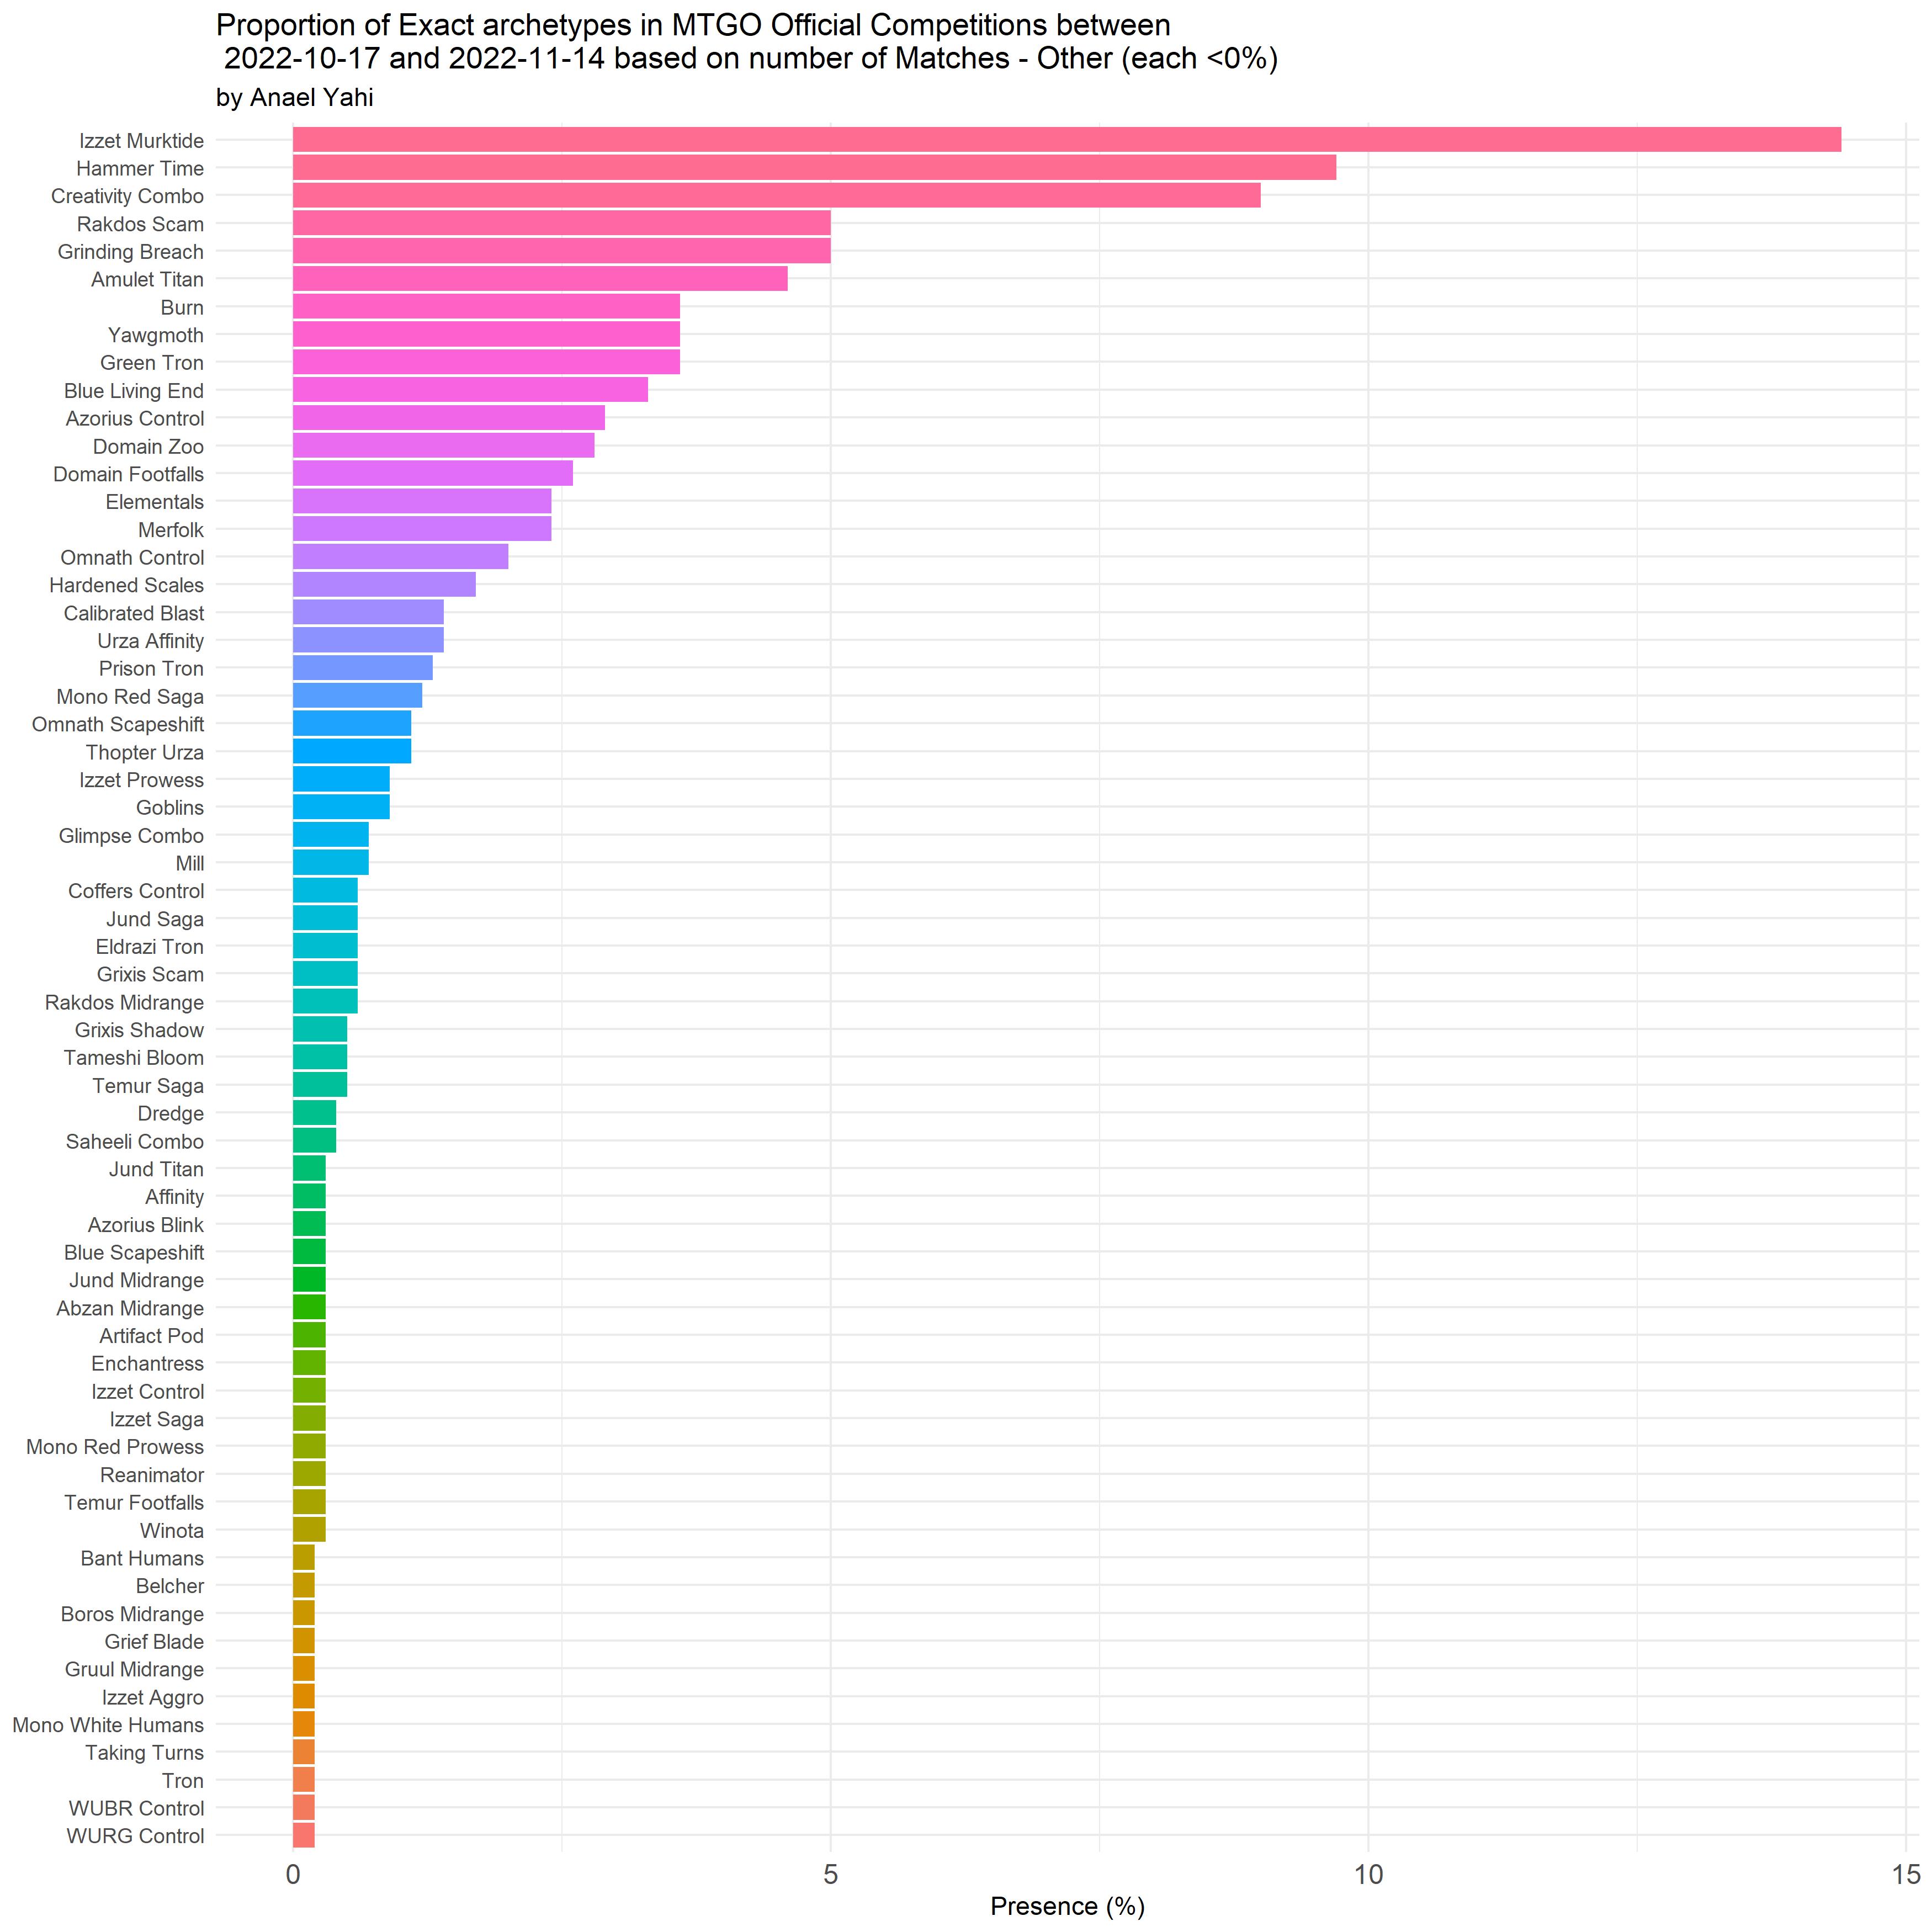 Proportion of Exact archetypes in MTGO Official Competitions between
2022-10-17 and 2022-11-14 based on number of Matches - Other (each <0%)
by Anael Yahi
Izzet Murktide
Hammer Time
Creativity Combo
Rakdos Scam
Grinding Breach
Amulet Titan
Burn
Yawgmoth
Green Tron
Blue Living End
Azorius Control
Domain Zoo
Domain Footfalls
Elementals
Merfolk
Omnath Control
Hardened Scales
Calibrated Blast
Urza Affinity
Prison Tron
Mono Red Saga
Omnath Scapeshift
Thopter Urza
Izzet Prowess
Goblins
Glimpse Combo
Mill
Coffers Control
Jund Saga
Eldrazi Tron
Grixis Scam
Rakdos Midrange
Grixis Shadow
Tameshi Bloom
Temur Saga
Dredge
Saheeli Combo
Jund Titan
Affinity
Azorius Blink
Blue Scapeshift
Jund Midrange
Abzan Midrange
Artifact Pod
Enchantress
Izzet Control
Izzet Saga
Mono Red Prowess
Reanimator
Temur Footfalls
Winota
Bant Humans
Belcher
Boros Midrange
Grief Blade
Gruul Midrange
Izzet Aggro
Mono White Humans
Taking Turns
Tron
WUBR Control
WURG Control
0 5 10 15
Presence (%)